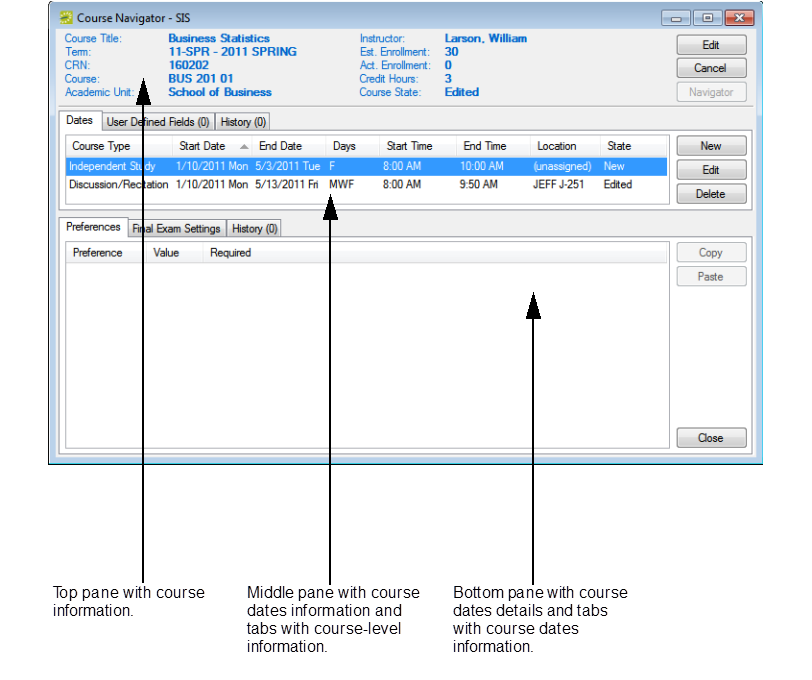 Course Navigator - SIS
Course Title: Business Statistics Instructor: Larson, William
Term: 11-SPR - 2011 SPRING Est. Enrollment: 30
CRN: 160202 Act. Enrollment: 0
Course: BUS 201 01 Credit Hours: 3
Academic Unit: School of Business Course State: Edited
Edit
Cancel
Navigator
Dates User Defined Fields (0) History (0)
Course Type Start Date End Date Days Start Time End Time Location State
Independent Study 1/10/2011 Mon 5/3/2011 Tue F 8:00 AM 10:00 AM (unassigned) New
Discussion/Recitation 1/10/2011 Mon 5/13/2011 Fri MWF 8:00 AM 9:50 AM JEFF J-251 Edited
New
Edit
Delete
Preferences Final Exam Settings History (0)
Preference Value Required
Copy
Paste
Close
Top pane with course
information.
Middle pane with course
dates information and
tabs with course-level
information.
Bottom pane with course
dates details and tabs
with course dates
information.